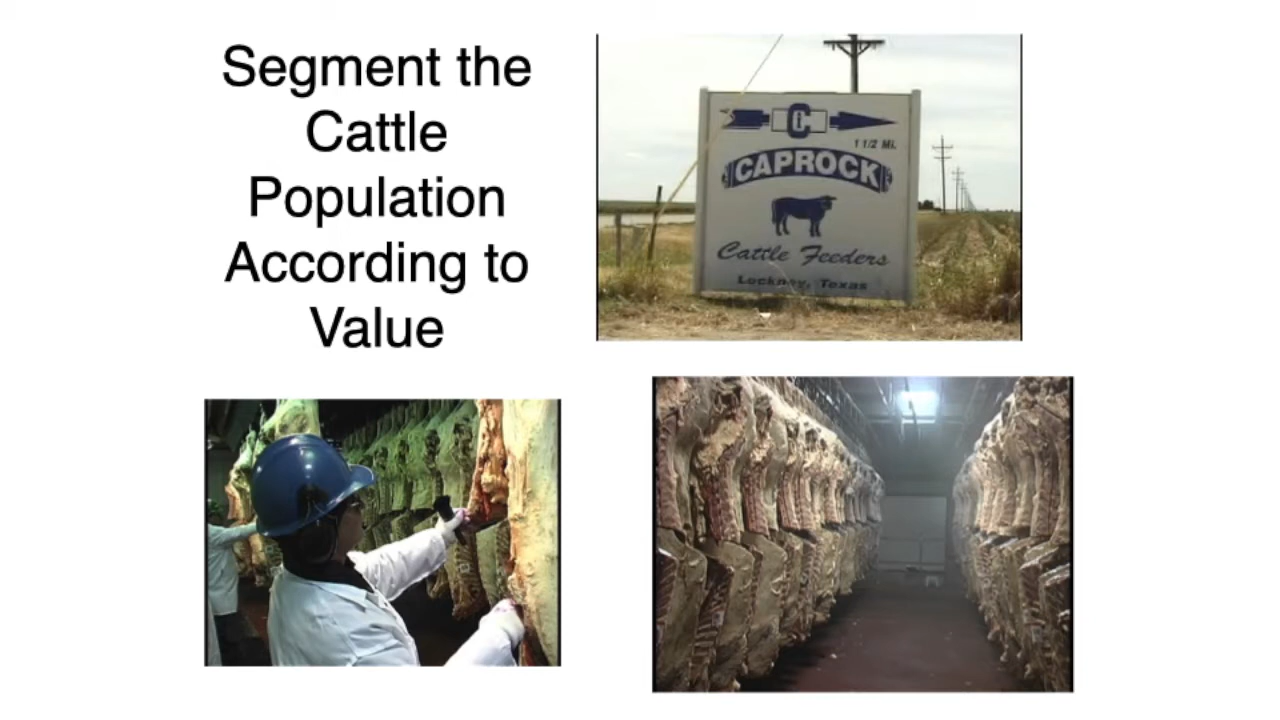 Segment the
Cattle
Population
According to
Value
C
1 1/2 Mi.
CAPROCK
Cattle Feeders
Lockney, Texas